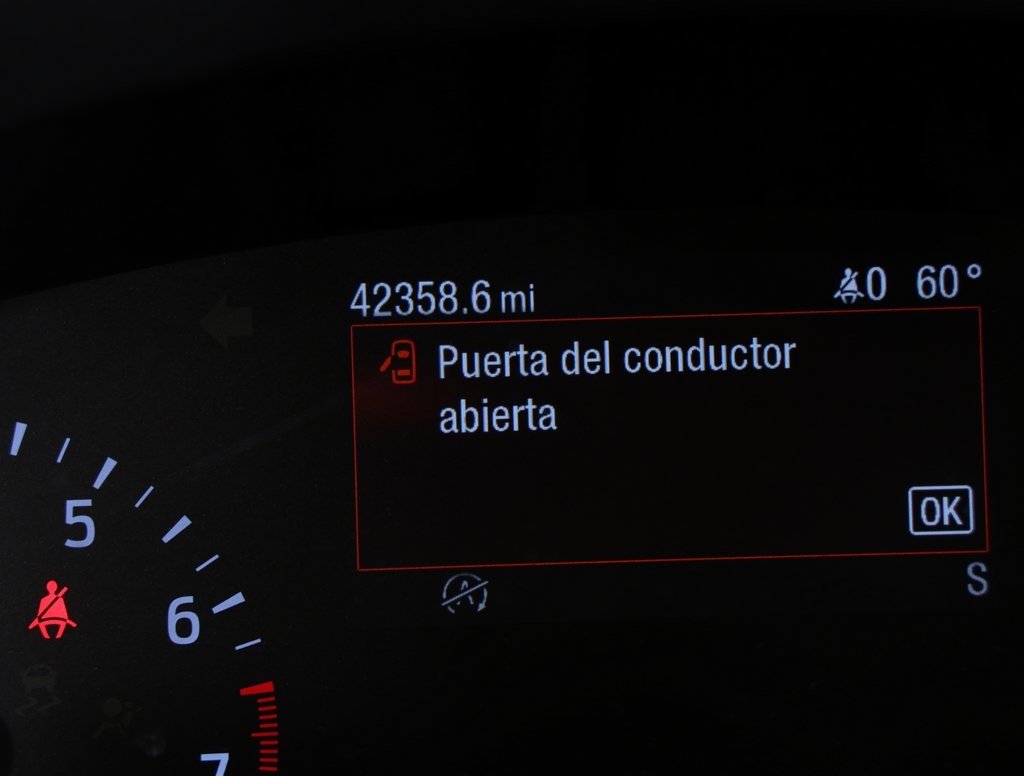 42358.6 mi 0 60°
Puerta del conductor
abierta
OK
S
5
6
7